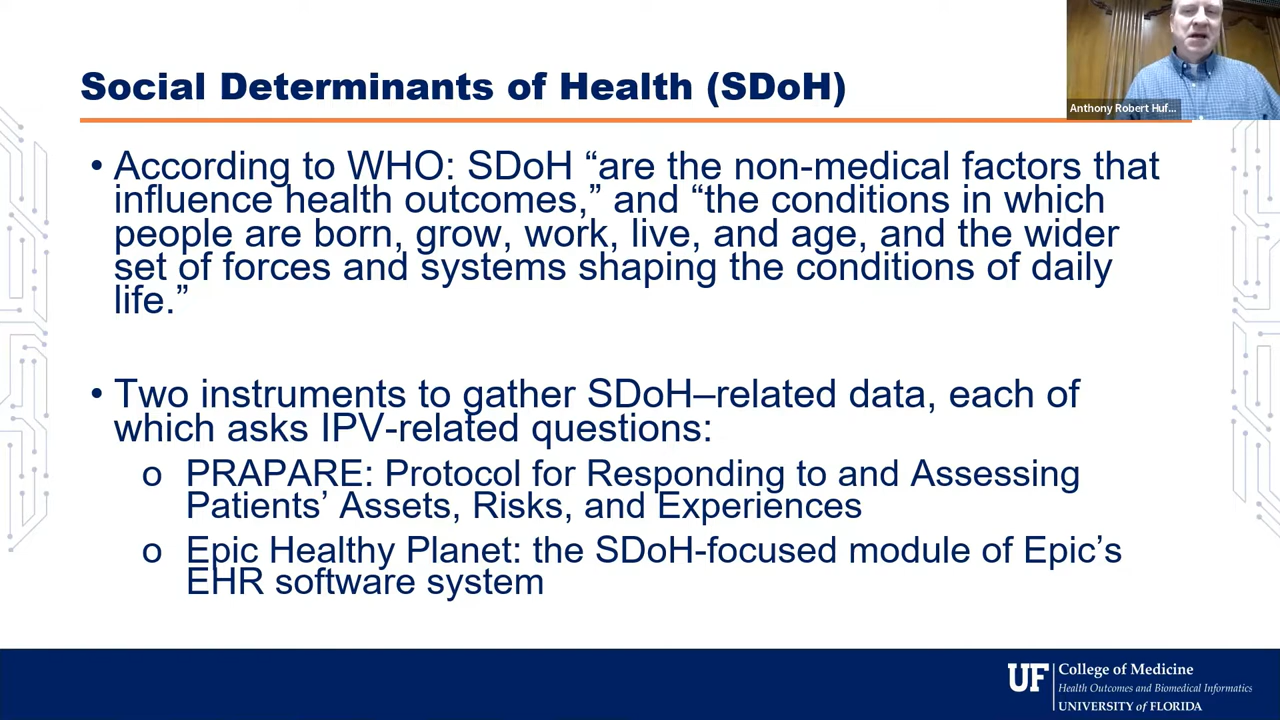 Social Determinants of Health (SDoH)
Anthony Robert Huf...
• According to WHO: SDoH “are the non-medical factors that
influence health outcomes,” and “the conditions in which
people are born, grow, work, live, and age, and the wider
set of forces and systems shaping the conditions of daily
life.”
• Two instruments to gather SDoH–related data, each of
which asks IPV-related questions:
o PRAPARE: Protocol for Responding to and Assessing
Patients’ Assets, Risks, and Experiences
o Epic Healthy Planet: the SDoH-focused module of Epic’s
EHR software system
UF
College of Medicine
Health Outcomes and Biomedical Informatics
UNIVERSITY of FLORIDA